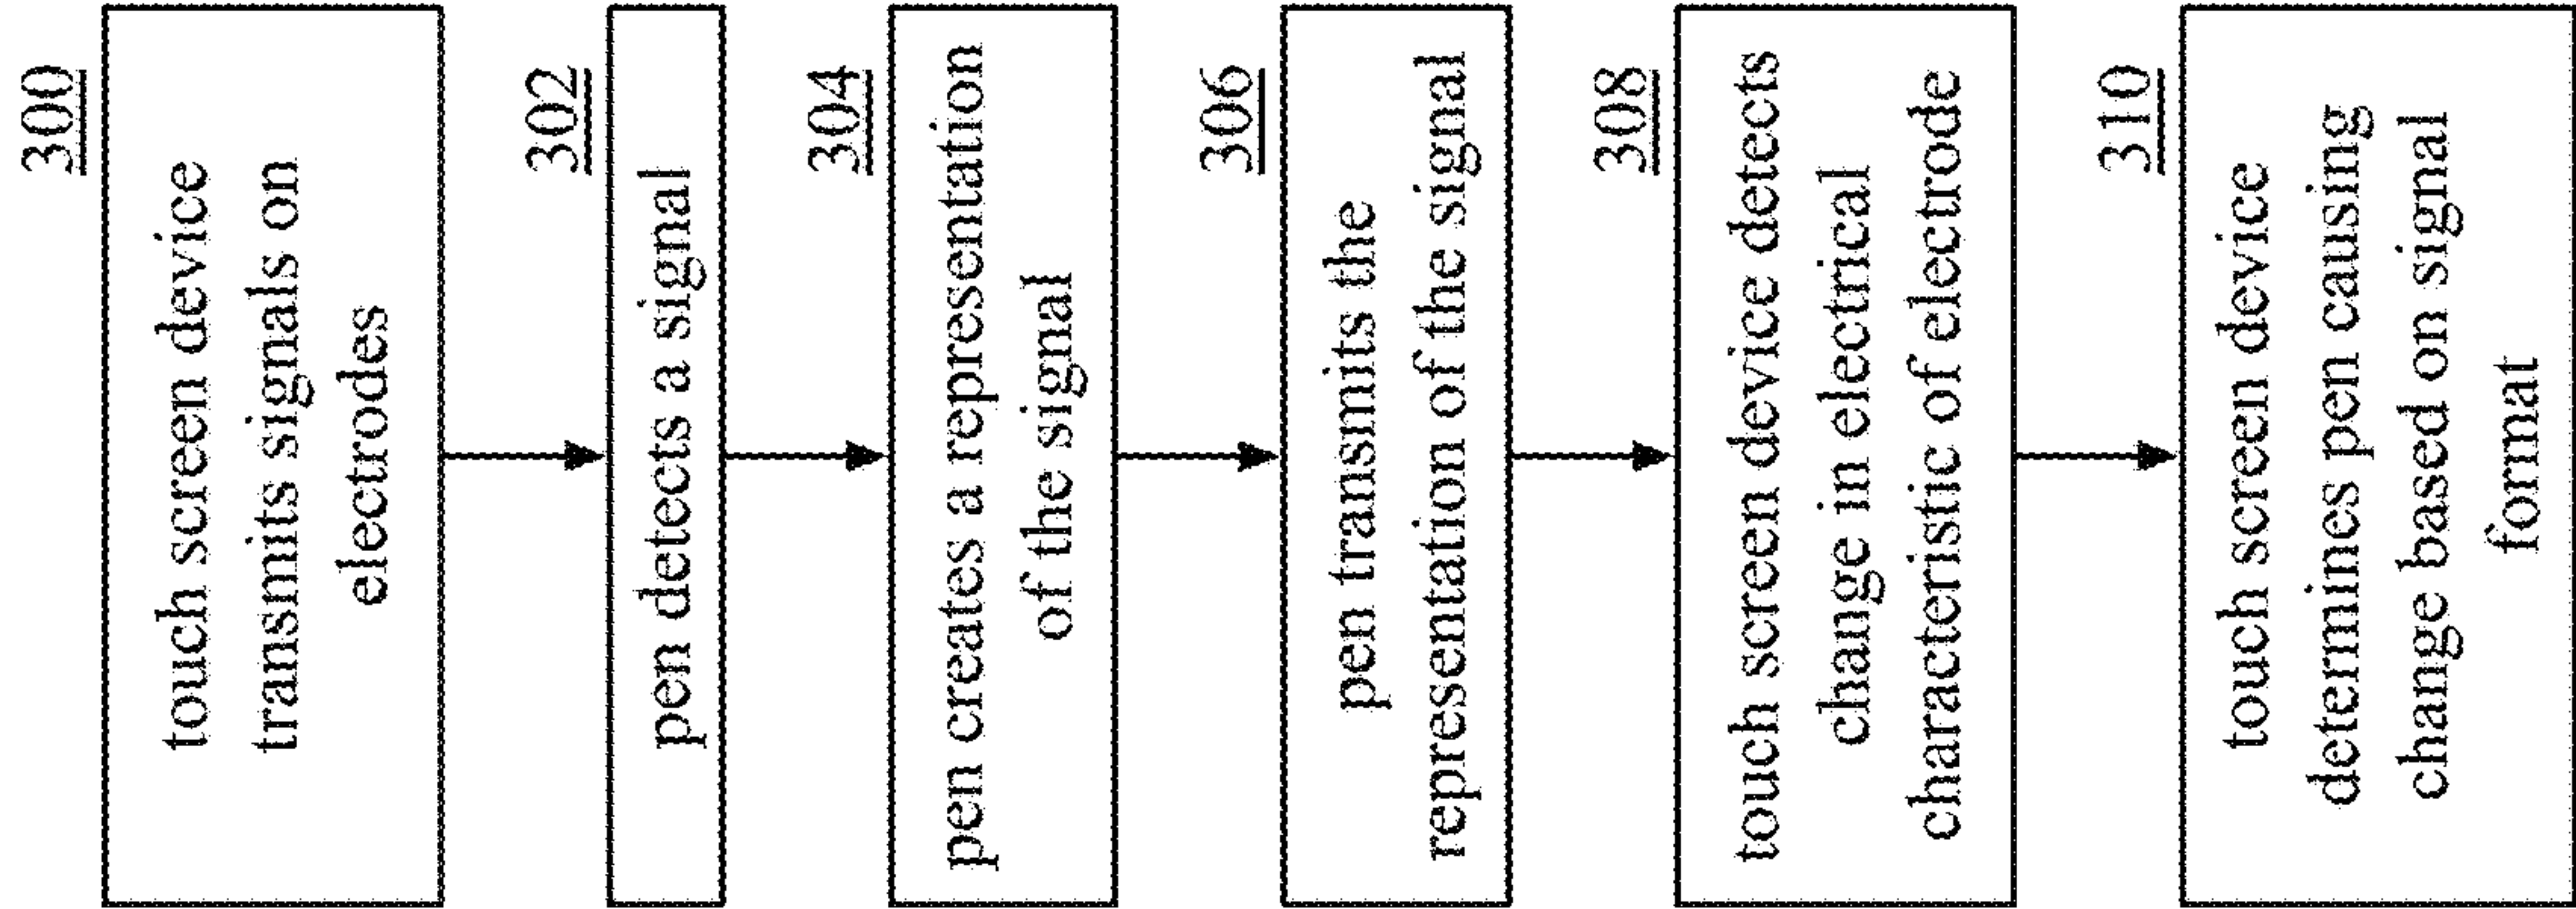 300
touch screen device
transmits signals on
electrodes
302
pen detects a signal
304
pen creates a representation
of the signal
306
pen transmits the
representation of the signal
308
touch screen device detects
change in electrical
characteristic of electrode
310
touch screen device
determines pen causing
change based on signal
format